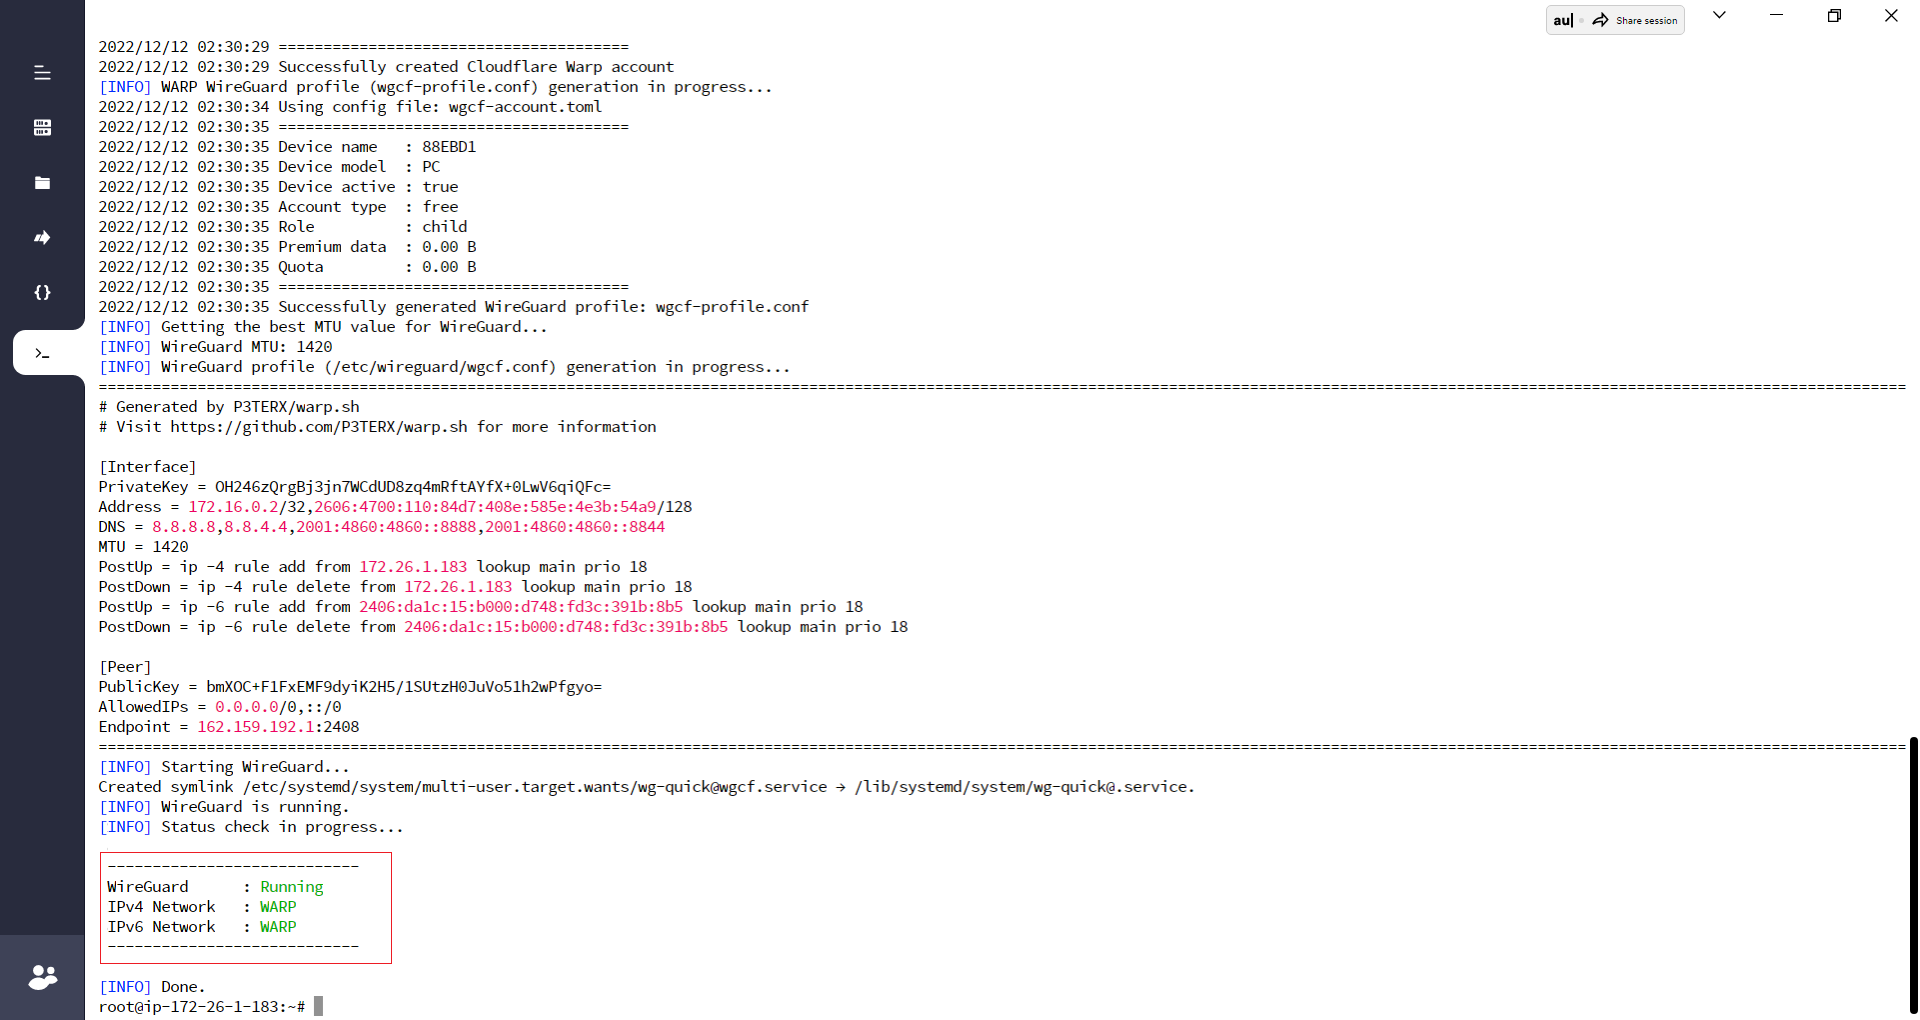 au| Share session
2022/12/12 02:30:29 =======================================
2022/12/12 02:30:29 Successfully created Cloudflare Warp account
[INFO] WARP WireGuard profile (wgcf-profile.conf) generation in progress...
2022/12/12 02:30:34 Using config file: wgcf-account.toml
2022/12/12 02:30:35 =======================================
2022/12/12 02:30:35 Device name   : 88EBD1
2022/12/12 02:30:35 Device model  : PC
2022/12/12 02:30:35 Device active : true
2022/12/12 02:30:35 Account type  : free
2022/12/12 02:30:35 Role          : child
2022/12/12 02:30:35 Premium data  : 0.00 B
2022/12/12 02:30:35 Quota         : 0.00 B
2022/12/12 02:30:35 =======================================
2022/12/12 02:30:35 Successfully generated WireGuard profile: wgcf-profile.conf
[INFO] Getting the best MTU value for WireGuard...
[INFO] WireGuard MTU: 1420
[INFO] WireGuard profile (/etc/wireguard/wgcf.conf) generation in progress...
=========================================================================================================================================================================================================
# Generated by P3TERX/warp.sh
# Visit https://github.com/P3TERX/warp.sh for more information
[Interface]
PrivateKey = OH246zQrgBj3jn7WCdUD8zq4mRftAYfX+0LwV6qiQFc=
Address = 172.16.0.2/32,2606:4700:110:84d7:408e:585e:4e3b:54a9/128
DNS = 8.8.8.8,8.8.4.4,2001:4860:4860::8888,2001:4860:4860::8844
MTU = 1420
PostUp = ip -4 rule add from 172.26.1.183 lookup main prio 18
PostDown = ip -4 rule delete from 172.26.1.183 lookup main prio 18
PostUp = ip -6 rule add from 2406:da1c:15:b000:d748:fd3c:391b:8b5 lookup main prio 18
PostDown = ip -6 rule delete from 2406:da1c:15:b000:d748:fd3c:391b:8b5 lookup main prio 18
[Peer]
PublicKey = bmXOC+F1FxEMF9dyiK2H5/1SUtzH0JuVo51h2wPfgyo=
AllowedIPs = 0.0.0.0/0,::/0
Endpoint = 162.159.192.1:2408
=========================================================================================================================================================================================================
[INFO] Starting WireGuard...
Created symlink /etc/systemd/system/multi-user.target.wants/wg-quick@wgcf.service → /lib/systemd/system/wg-quick@.service.
[INFO] WireGuard is running.
[INFO] Status check in progress...
----------------------------
WireGuard      : Running
IPv4 Network   : WARP
IPv6 Network   : WARP
----------------------------
[INFO] Done.
root@ip-172-26-1-183:~#